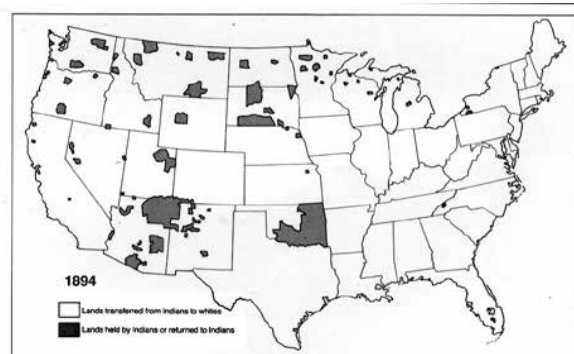 1894
Lands transferred from Indians to whites
Lands held by Indians or returned to Indians